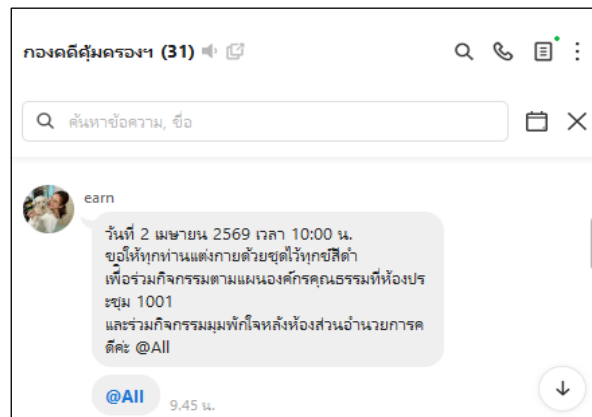 กองคดีคุ้มครองฯ (31)
ค้นหาข้อความ, ชื่อ
earn
วันที่ 2 เมษายน 2569 เวลา 10:00 น.
ขอให้ทุกท่านแต่งกายด้วยชุดไว้ทุกข์สีดำ
เพื่อร่วมกิจกรรมตามแผนองค์กรคุณธรรมที่ห้องปร
ะชุม 1001
และร่วมกิจกรรมมุมพักใจหลังห้องส่วนอำนวยการค
ดีค่ะ @All
@All
9.45 น.